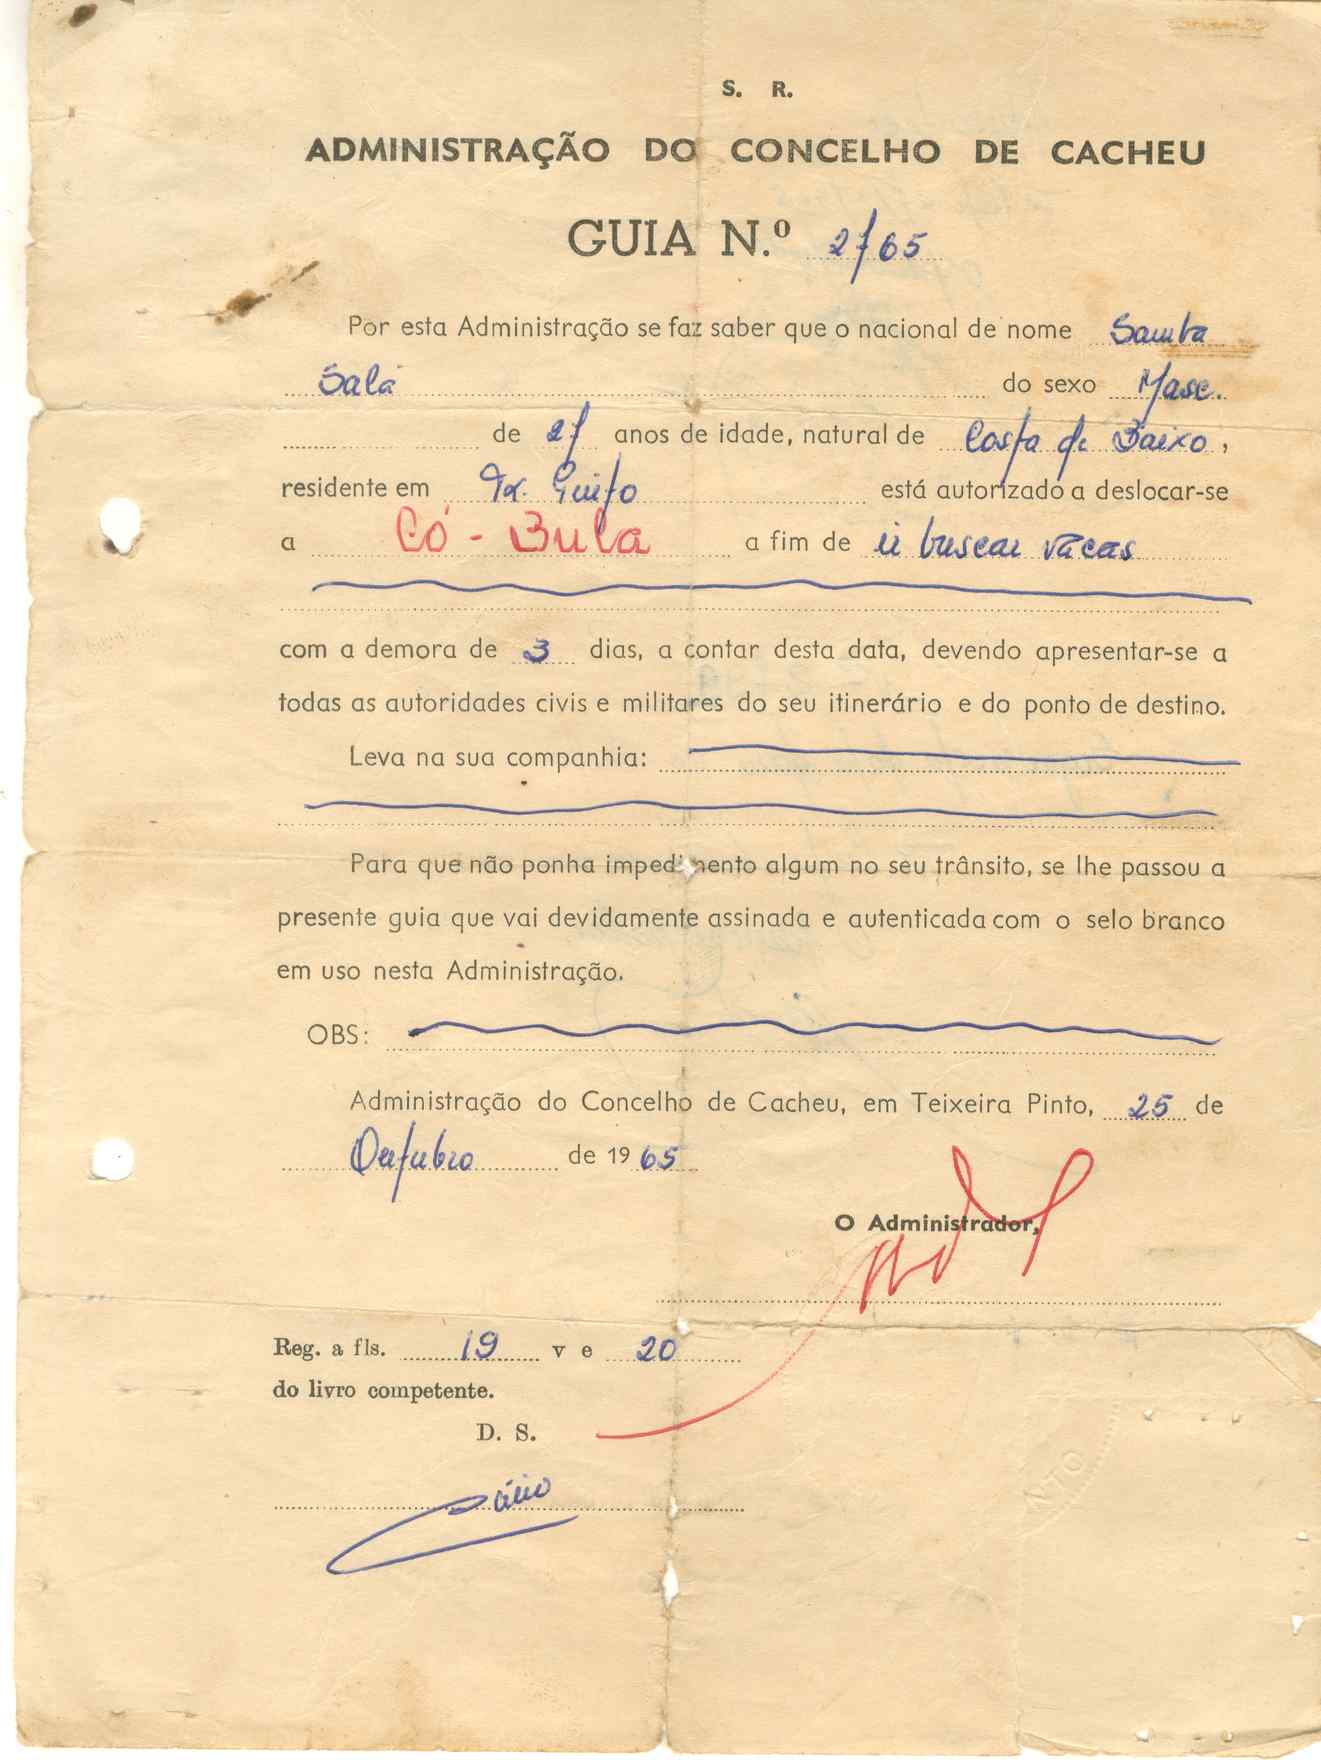 S. R.
ADMINISTRAÇÃO DO CONCELHO DE CACHEU
GUIA N.º 2/65
Por esta Administração se faz saber que o nacional de nome Samba
Salá do sexo Masc.
de anos de idade, natural de Costa de Baixo,
residente em está autorizado a deslocar-se
a Có - Bula a fim de ir buscar vacas
com a demora de 3 dias, a contar desta data, devendo apresentar-se a
todas as autoridades civis e militares do seu itinerário e do ponto de destino.
Leva na sua companhia:
Para que não ponha impedimento algum no seu trânsito, se lhe passou a
presente guia que vai devidamente assinada e autenticada com o selo branco
em uso nesta Administração.
OBS:
Administração do Concelho de Cacheu, em Teixeira Pinto, 25 de
Outubro de 1965
O Administrador,
Reg. a fls. 19 v e 20
do livro competente.
D. S.
NTO